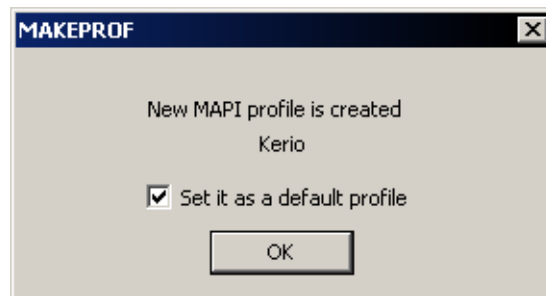 MAKEPROF
New MAPI profile is created
Kerio
Set it as a default profile
OK